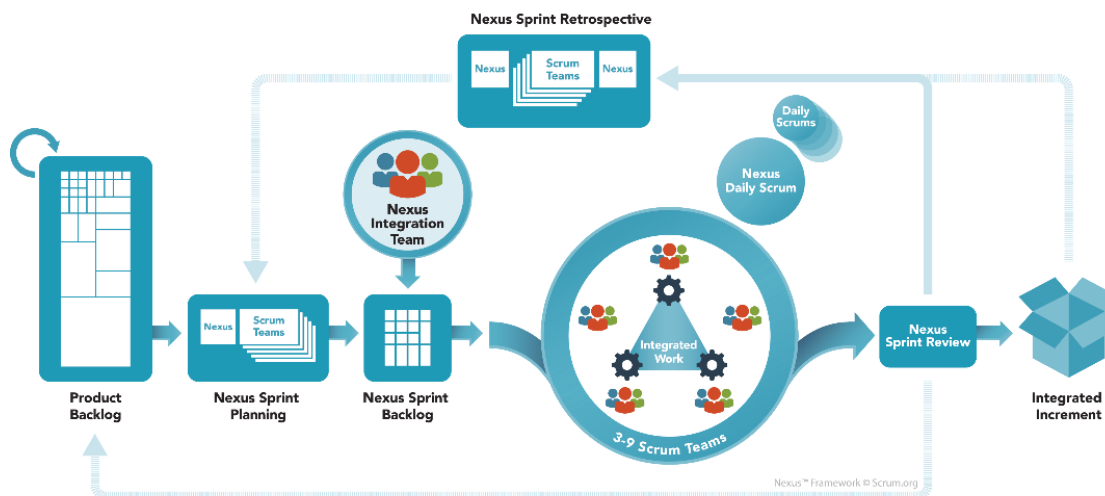 Nexus Sprint Retrospective
Nexus
Scrum
Teams
Nexus
Daily
Scrums
Nexus
Daily Scrum
Nexus
Integration
Team
Nexus
Scrum
Teams
Integrated
Work
Nexus
Sprint Review
Product
Backlog
Nexus Sprint
Planning
Nexus Sprint
Backlog
3-9 Scrum Teams
Integrated
Increment
Nexus™ Framework © Scrum.org